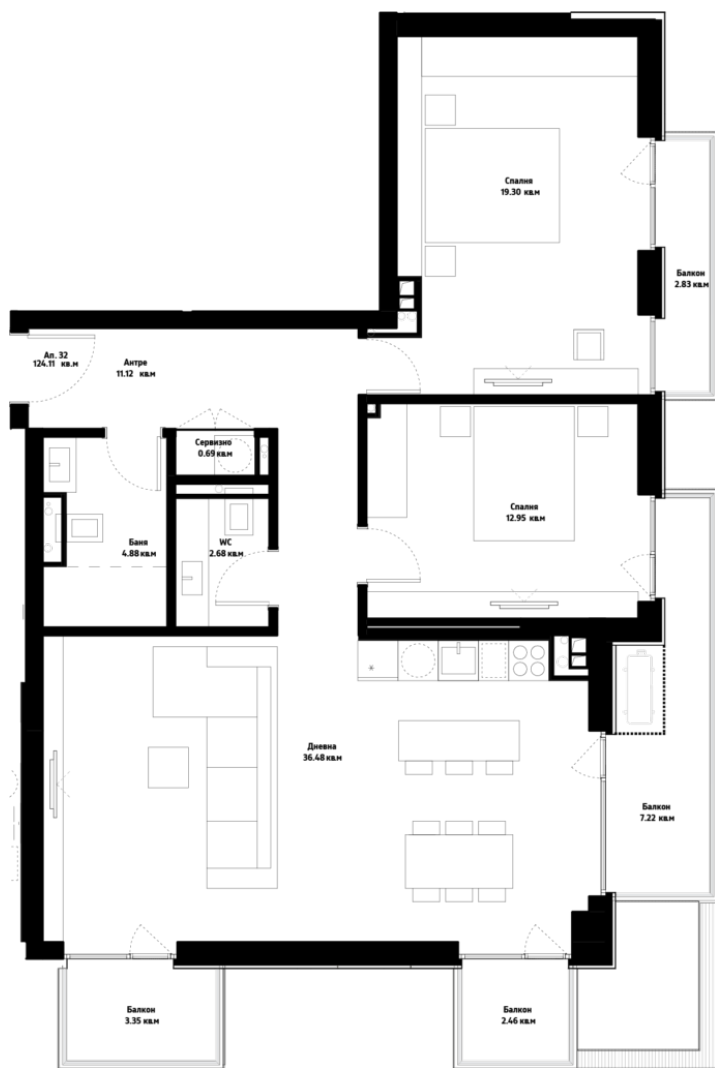 Спалня
19.30 кв.м
Балкон
2.83 кв.м
Ап. 32
124.11 кв.м
Антре
11.12 кв.м
Сервизно
0.69 кв.м
Спалня
12.95 кв.м
Баня
4.88 кв.м
WC
2.68 кв.м
Дневна
36.48 кв.м
Балкон
7.22 кв.м
Балкон
3.35 кв.м
Балкон
2.46 кв.м